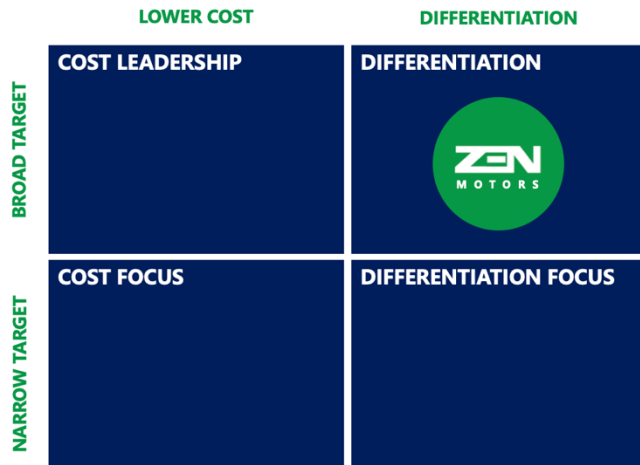 LOWER COST
DIFFERENTIATION
BROAD TARGET
COST LEADERSHIP
DIFFERENTIATION
ZEN
MOTORS
NARROW TARGET
COST FOCUS
DIFFERENTIATION FOCUS